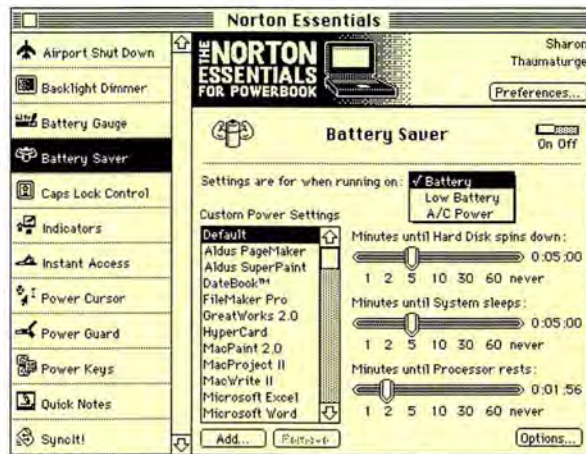 Norton Essentials
Airport Shut Down
Backlight Dimmer
Battery Gauge
Battery Saver
Caps Lock Control
Indicators
Instant Access
Power Cursor
Power Guard
Power Keys
Quick Notes
SyncIt!
THE NORTON
ESSENTIALS
FOR POWERBOOK
Sharon
Thaumaturge
Preferences...
Battery Saver
On Off
Settings are for when running on: ✓ Battery
Low Battery
A/C Power
Custom Power Settings
Default
Aldus PageMaker
Aldus SuperPaint
DateBook™
FileMaker Pro
GreatWorks 2.0
HyperCard
MacPaint 2.0
MacProject II
MacWrite II
Microsoft Excel
Microsoft Word
Add... Remove
Minutes until Hard Disk spins down:
0:05:00
1 2 5 10 30 60 never
Minutes until System sleeps:
0:05:00
1 2 5 10 30 60 never
Minutes until Processor rests:
0:01:56
1 2 5 10 30 60 never
Options...